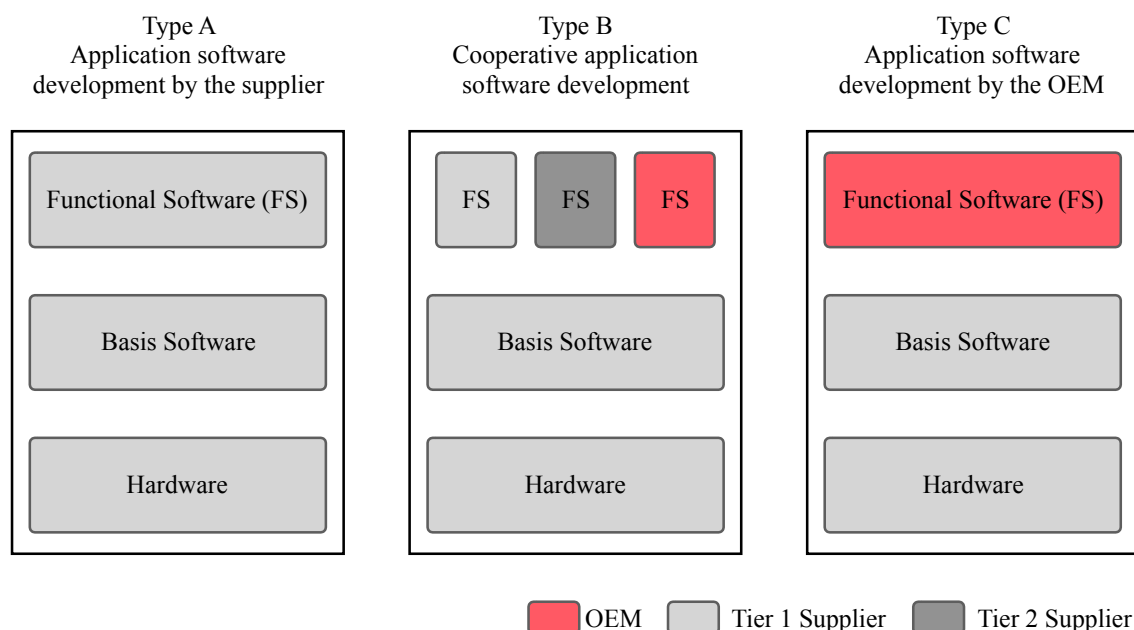 Type A
Application software
development by the supplier
Type B
Cooperative application
software development
Type C
Application software
development by the OEM
Functional Software (FS)
FS
FS
FS
Functional Software (FS)
Basis Software
Basis Software
Basis Software
Hardware
Hardware
Hardware
OEM
Tier 1 Supplier
Tier 2 Supplier